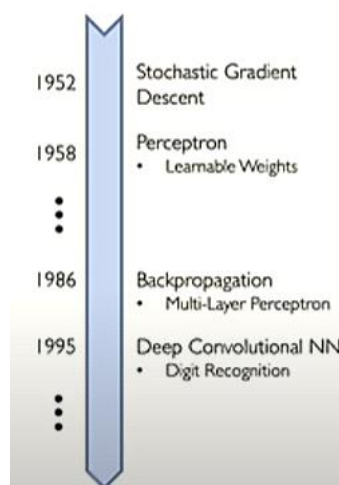 1952
Stochastic Gradient
Descent
1958
Perceptron
• Learnable Weights
1986
Backpropagation
• Multi-Layer Perceptron
1995
Deep Convolutional NN
• Digit Recognition